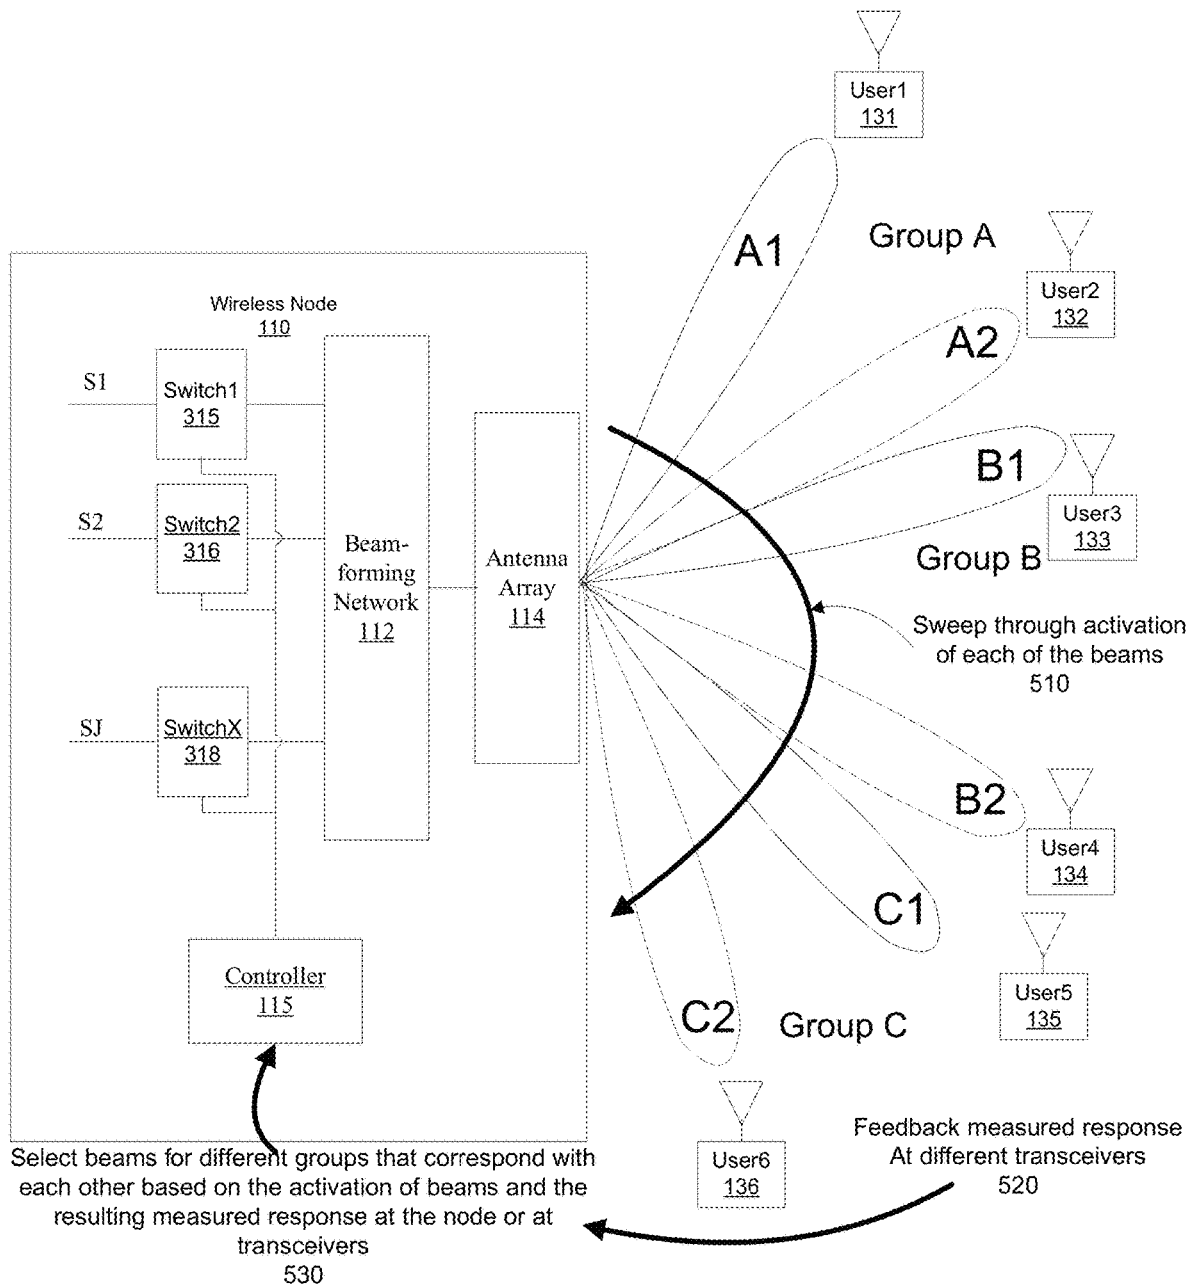 User1
131
A1
Group A
User2
132
A2
Wireless Node
110
S1
Switch1
315
B1
User3
133
S2
Switch2
316
Beam-
forming
Network
112
Antenna
Array
114
Group B
Sweep through activation
of each of the beams
510
SJ
SwitchX
318
B2
User4
134
C1
Controller
115
User5
135
C2
Group C
User6
136
Feedback measured response
At different transceivers
520
Select beams for different groups that correspond with
each other based on the activation of beams and the
resulting measured response at the node or at
transceivers
530